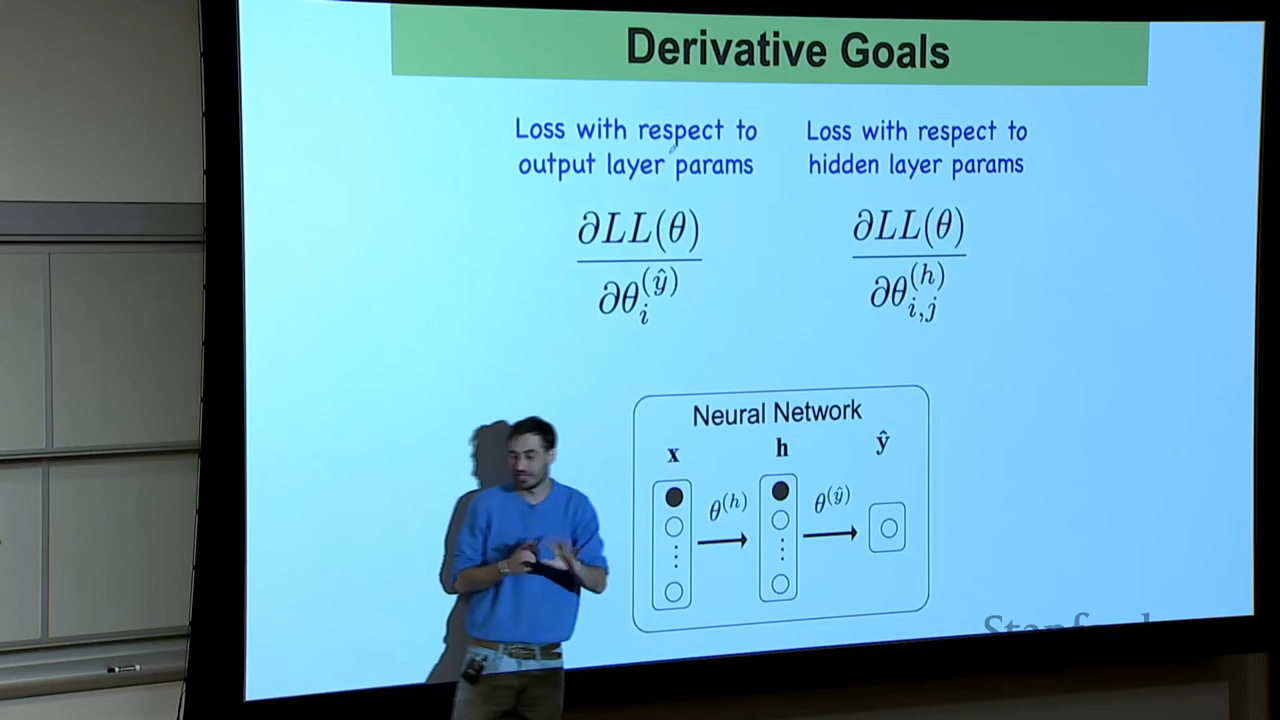 Derivative Goals
Loss with respect to
output layer params
∂LL(θ)
∂θ_i^(ŷ)
Loss with respect to
hidden layer params
∂LL(θ)
∂θ_{i,j}^(h)
Neural Network
x h ŷ
θ^(h) θ^(ŷ)